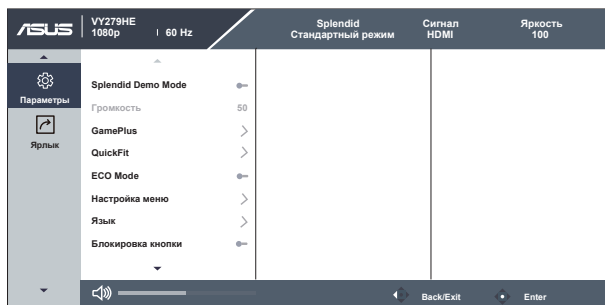 ASUS
VY279HE
1080p | 60 Hz
Splendid
Стандартный режим
Сигнал
HDMI
Яркость
100
Параметры
Ярлык
Splendid Demo Mode
Громкость 50
GamePlus
QuickFit
ECO Mode
Настройка меню
Язык
Блокировка кнопки
Back/Exit
Enter